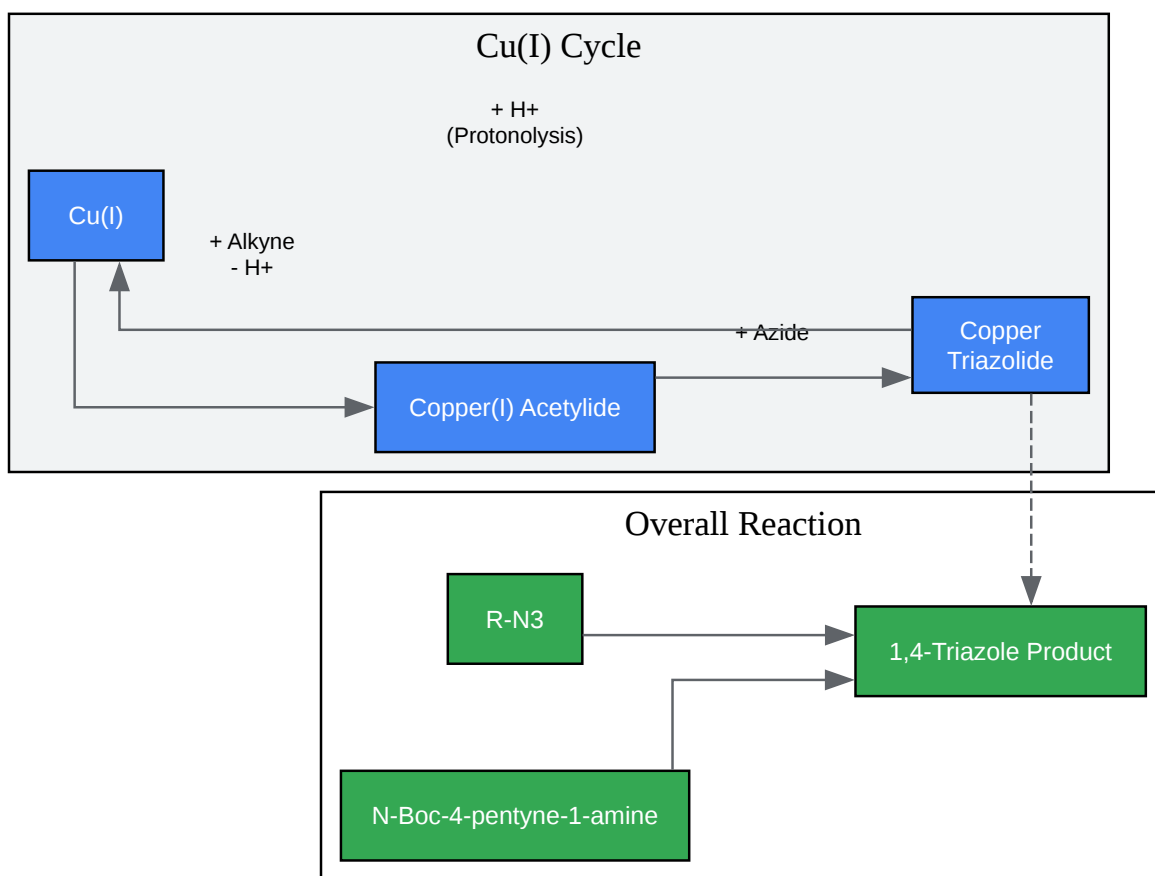 Cu(I) Cycle
+ H+
(Protonolysis)
Cu(I)
+ Alkyne
- H+
+ Azide
Copper
Triazolide
Copper(I) Acetylide
Overall Reaction
R-N3
1,4-Triazole Product
N-Boc-4-pentyne-1-amine